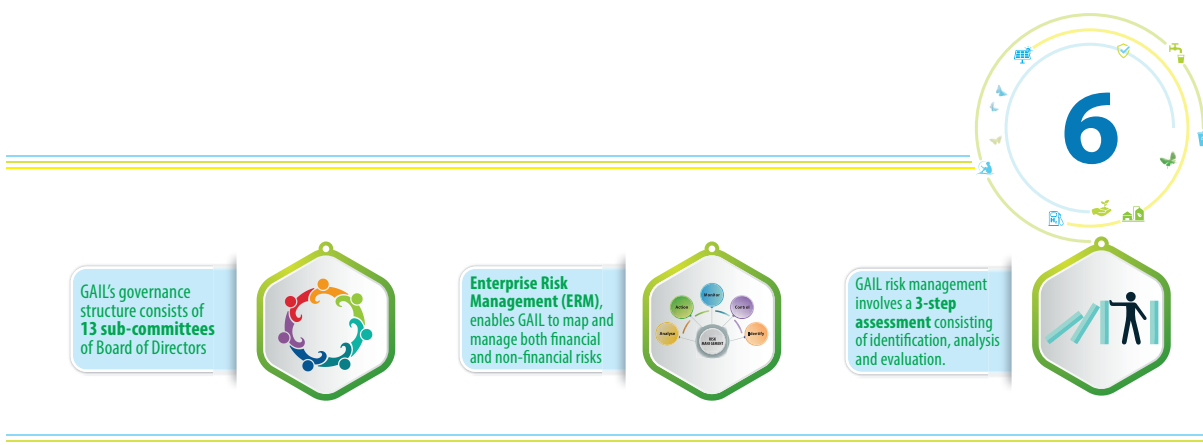 6
GAIL's governance
structure consists of
13 sub-committees
of Board of Directors
Enterprise Risk
Management (ERM),
enables GAIL to map and
manage both financial
and non-financial risks
Monitor
Action
Control
Analyse
Identify
RISK
MANAGEMENT
GAIL risk management
involves a 3-step
assessment consisting
of identification, analysis
and evaluation.